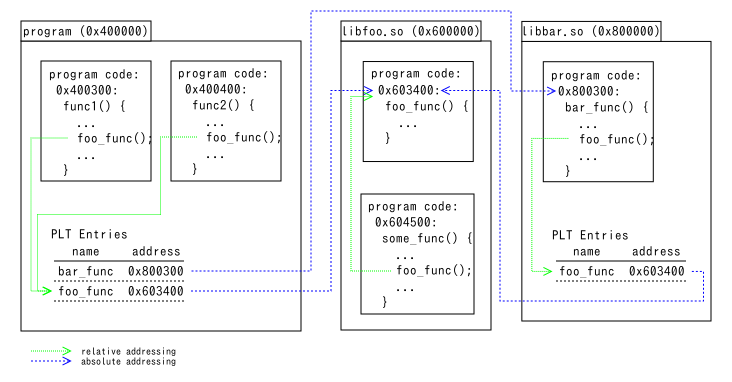 program (0x400000)
program code:
0x400300:
func1() {
...
foo_func();
...
}
program code:
0x400400:
func2() {
...
foo_func();
...
}
PLT Entries
name address
bar_func 0x800300
foo_func 0x603400
libfoo.so (0x600000)
program code:
0x603400:
foo_func() {
...
}
program code:
0x604500:
some_func() {
...
foo_func();
...
}
libbar.so (0x800000)
program code:
0x800300:
bar_func() {
...
foo_func();
...
}
PLT Entries
name address
foo_func 0x603400
relative addressing
absolute addressing